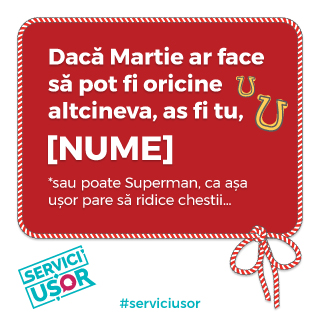 Dacă Martie ar face
să pot fi oricine
altcineva, as fi tu,
[NUME]
*sau poate Superman, ca așa
ușor pare să ridice chestii...
SERVICI
UȘOR
#serviciusor